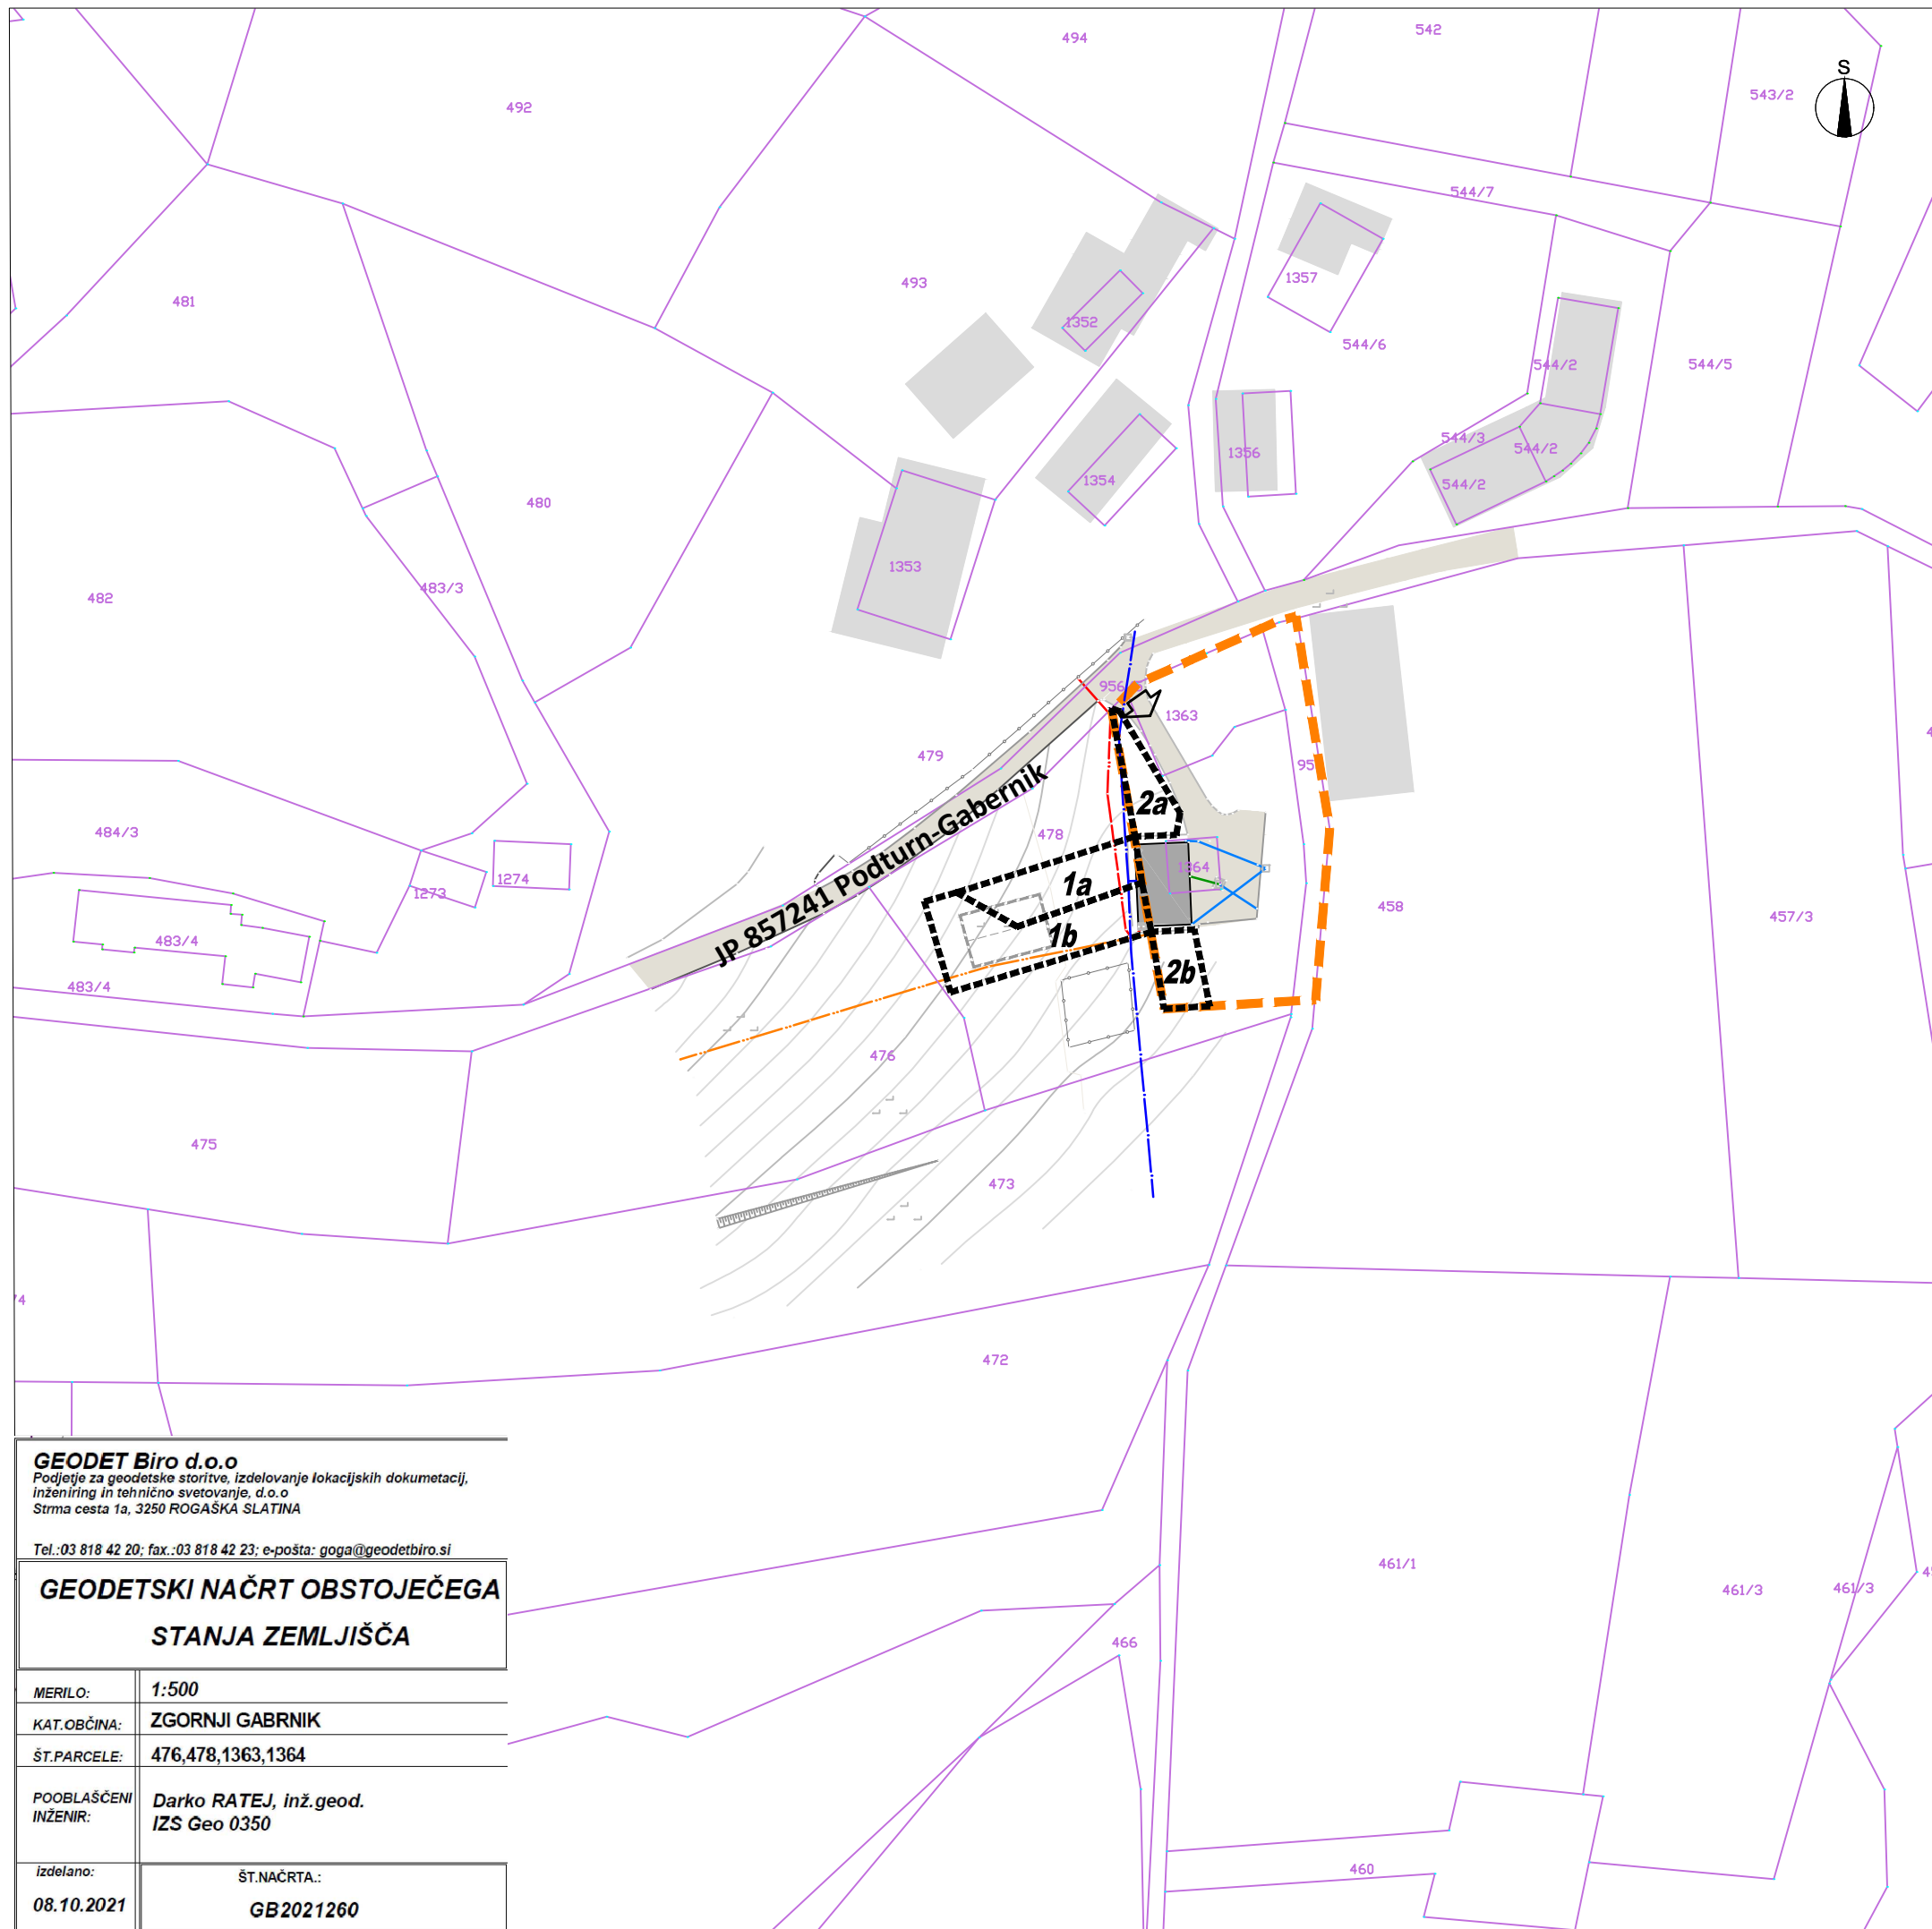 494
542
S
543/2
492
544/7
493
1357
481
1352
544/6
544/2
544/5
544/3
544/2
1356
1354
544/2
480
1353
483/3
482
956
1363
479
95
JP 857241 Podturn-Gabernik
2a
478
484/3
1364
1a
1274
1273
458
457/3
1b
483/4
2b
483/4
476
475
473
472
GEODET Biro d.o.o
Podjetje za geodetske storitve, izdelovanje lokacijskih dokumetacij,
inženiring in tehnično svetovanje, d.o.o
Strma cesta 1a, 3250 ROGAŠKA SLATINA
Tel.:03 818 42 20; fax.:03 818 42 23; e-pošta: goga@geodetbiro.si
GEODETSKI NAČRT OBSTOJEČEGA
STANJA ZEMLJIŠČA
MERILO: 1:500
KAT.OBČINA: ZGORNJI GABRNIK
ŠT.PARCELE: 476,478,1363,1364
POOBLAŠČENI
INŽENIR:
Darko RATEJ, inž.geod.
IZS Geo 0350
izdelano:
08.10.2021
ŠT.NAČRTA.:
GB2021260
461/1
461/3
461/3
466
460